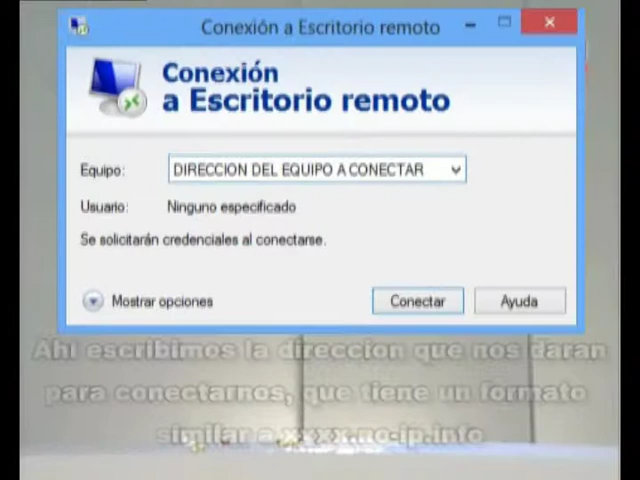 Conexión a Escritorio remoto
Conexión
a Escritorio remoto
Equipo: DIRECCION DEL EQUIPO A CONECTAR
Usuario: Ninguno especificado
Se solicitarán credenciales al conectarse.
Mostrar opciones Conectar Ayuda
Ahi escribimos la direccion que nos daran
para conectarnos, que tiene un formato
similar a xxxx.no-ip.info